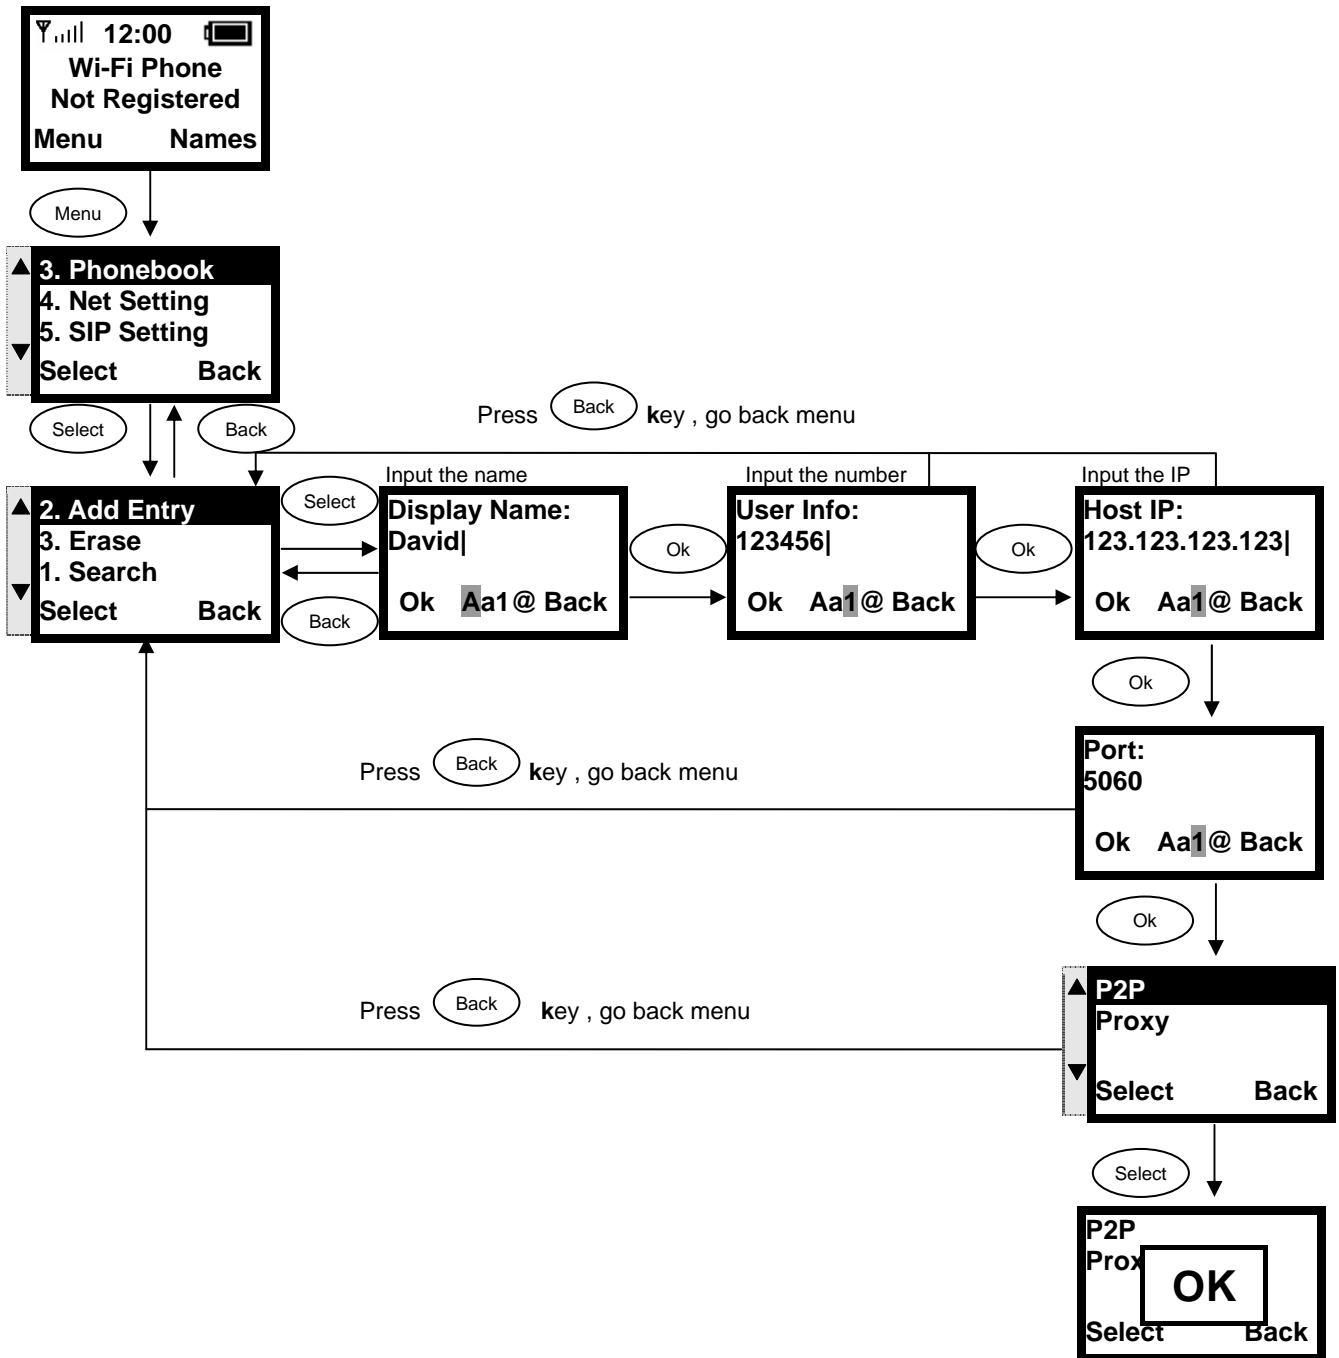 12:00
Wi-Fi Phone
Not Registered
Menu Names
Menu
3. Phonebook
4. Net Setting
5. SIP Setting
Select Back
Select
Back
Press Back key , go back menu
2. Add Entry
3. Erase
1. Search
Select Back
Select
Back
Input the name
Display Name:
David|
Ok Aa1@ Back
Ok
Input the number
User Info:
123456|
Ok Aa1@ Back
Ok
Input the IP
Host IP:
123.123.123.123|
Ok Aa1@ Back
Ok
Press Back key , go back menu
Port:
5060
Ok Aa1@ Back
Ok
Press Back key , go back menu
P2P
Proxy
Select Back
Select
P2P
Prox
OK
Select Back